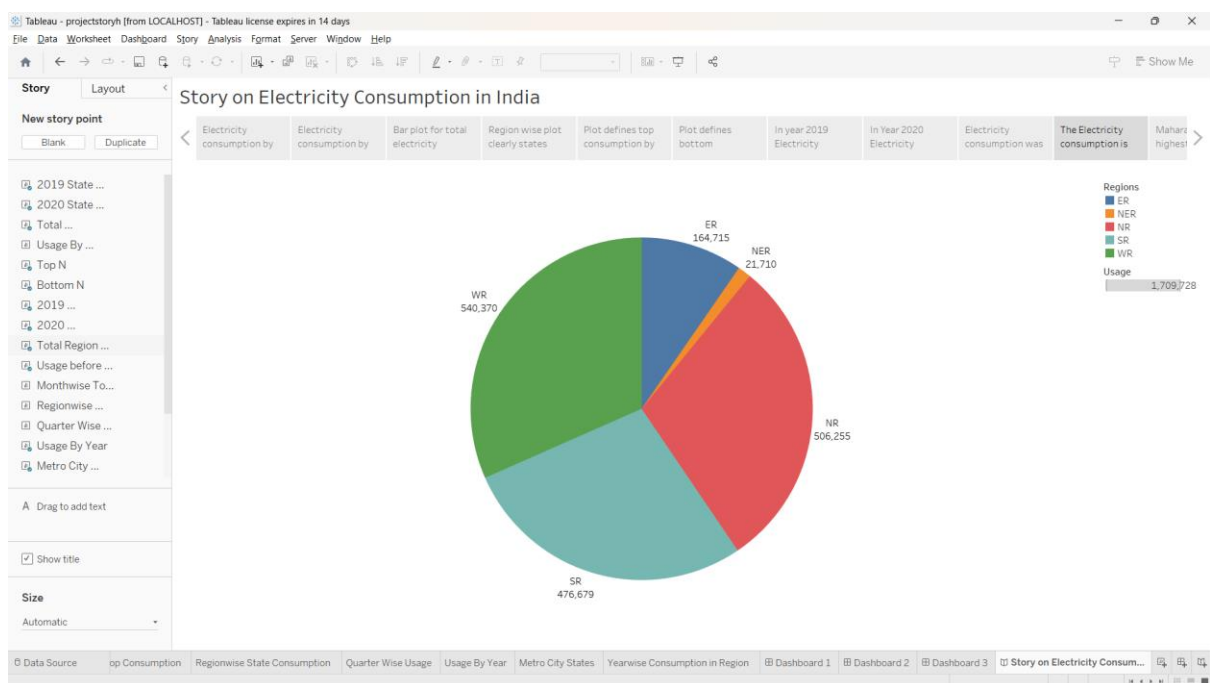 Tableau - projectstoryh [from LOCALHOST] - Tableau license expires in 14 days
File Data Worksheet Dashboard Story Analysis Format Server Window Help
Show Me
Story Layout
Story on Electricity Consumption in India
New story point
Blank Duplicate
Electricity
consumption by
Electricity
consumption by
Bar plot for total
electricity
Region wise plot
clearly states
Plot defines top
consumption by
Plot defines
bottom
In year 2019
Electricity
In Year 2020
Electricity
Electricity
consumption was
The Electricity
consumption is
Mahara
highest
2019 State ...
2020 State ...
Total ...
Usage By ...
Top N
Bottom N
2019 ...
2020 ...
Total Region ...
Usage before ...
Monthwise To...
Regionwise ...
Quarter Wise ...
Usage By Year
Metro City ...
A Drag to add text
Show title
Size
Automatic
ER
164,715
NER
21,710
WR
540,370
NR
506,255
SR
476,679
Regions
ER
NER
NR
SR
WR
Usage
1,709,728
Data Source op Consumption Regionwise State Consumption Quarter Wise Usage Usage By Year Metro City States Yearwise Consumption in Region Dashboard 1 Dashboard 2 Dashboard 3 Story on Electricity Consum...